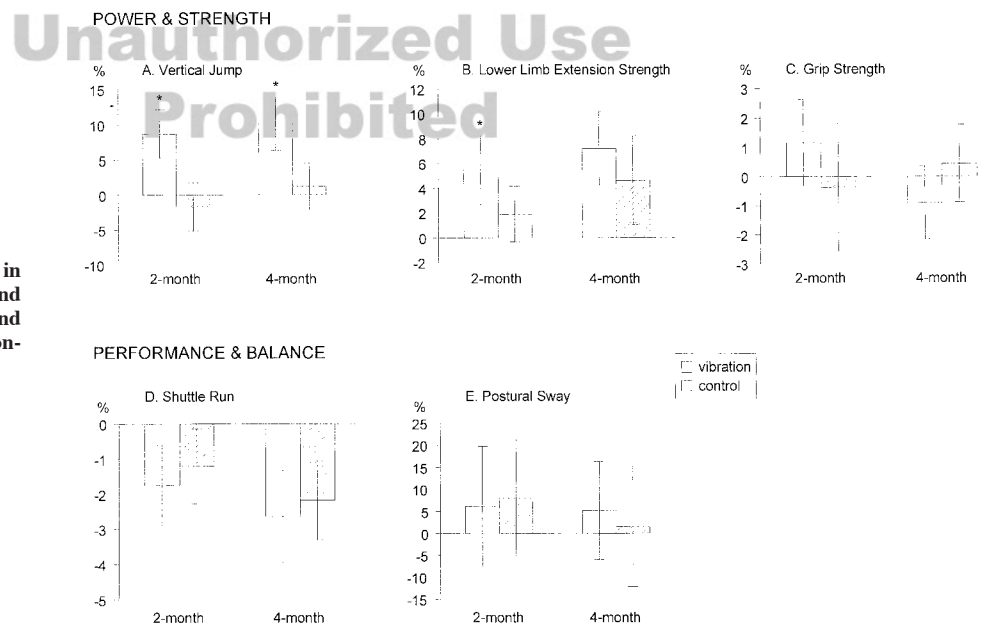 POWER & STRENGTH
Unauthorized Use
Prohibited
% A. Vertical Jump
15
10
5
0
-5
-10
* *
2-month 4-month
% B. Lower Limb Extension Strength
12
10
8
6
4
2
0
-2
*
2-month 4-month
% C. Grip Strength
3
2
1
0
-1
-2
-3
2-month 4-month
in
nd
nd
on-
PERFORMANCE & BALANCE
vibration
control
% D. Shuttle Run
0
-1
-2
-3
-4
-5
2-month 4-month
% E. Postural Sway
25
20
15
10
5
0
-5
-10
-15
2-month 4-month